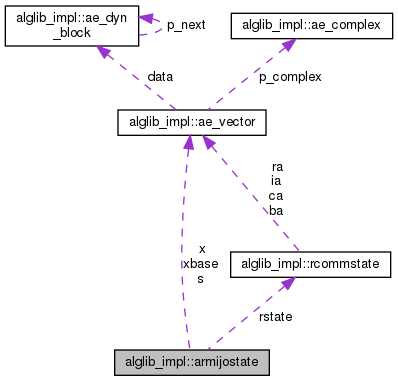 alglib_impl::ae_dyn
_block
p_next
alglib_impl::ae_complex
data
p_complex
alglib_impl::ae_vector
ra
ia
ca
ba
x
xbase
s
alglib_impl::rcommstate
rstate
alglib_impl::armijostate